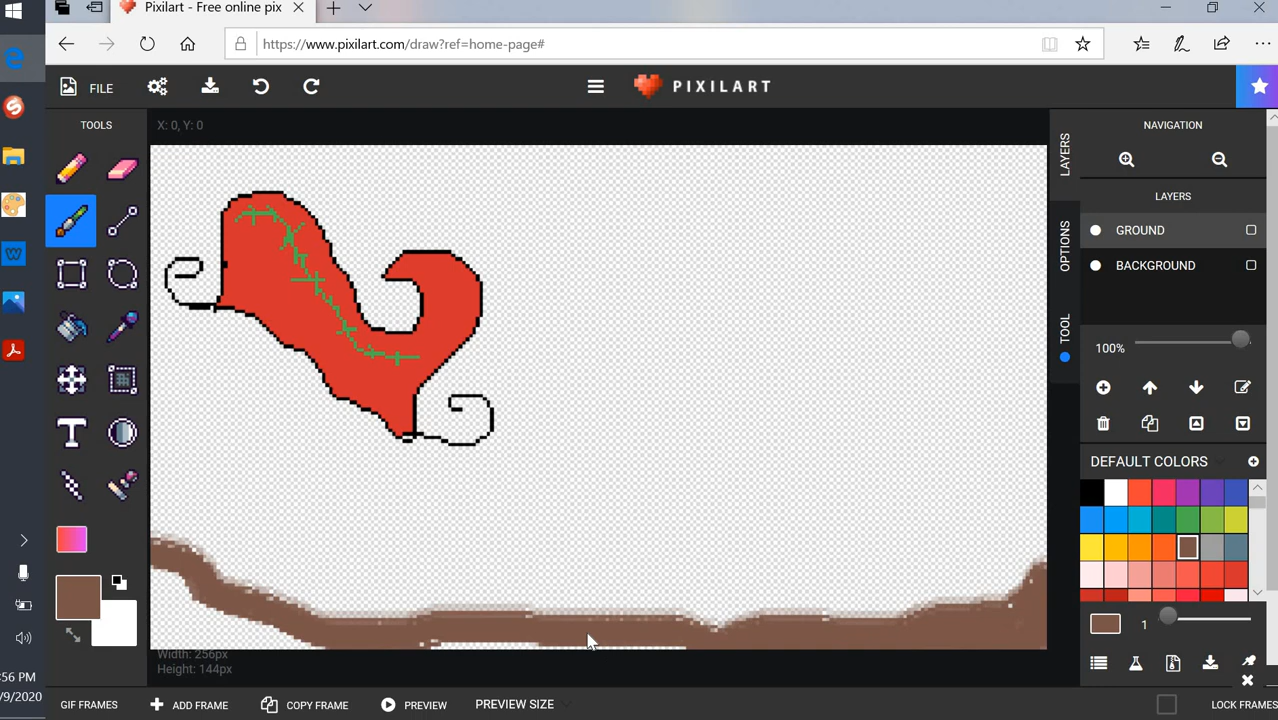 Pixilart - Free online pix
https://www.pixilart.com/draw?ref=home-page#
FILE
PIXILART
TOOLS
X: 0, Y: 0
LAYERS
OPTIONS
TOOL
NAVIGATION
LAYERS
GROUND
BACKGROUND
100%
DEFAULT COLORS
1
Width: 256px
Height: 144px
:56 PM
/9/2020
GIF FRAMES
ADD FRAME
COPY FRAME
PREVIEW
PREVIEW SIZE
LOCK FRAMES